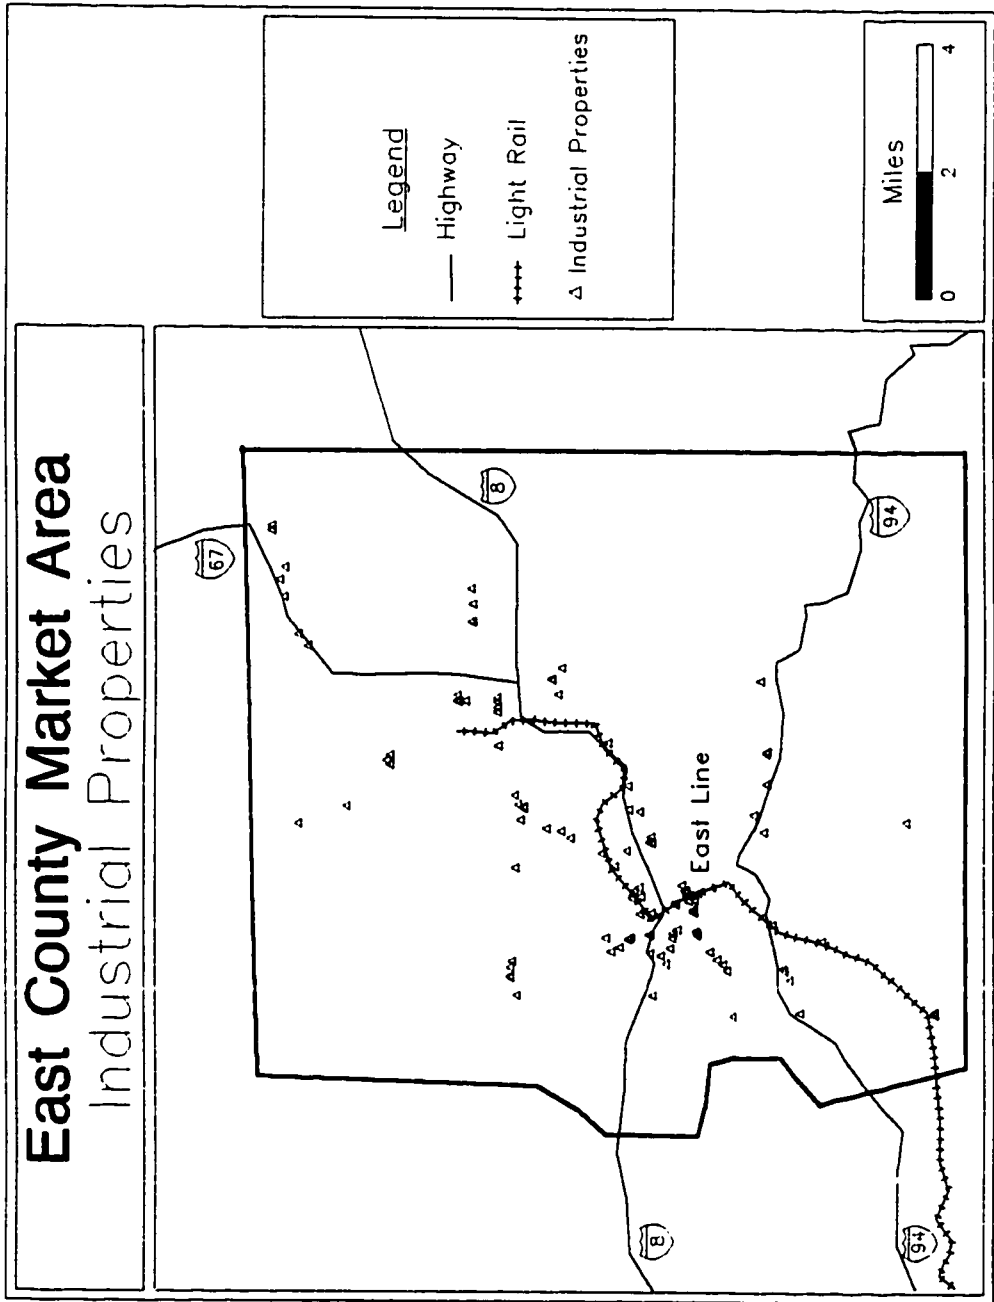 East County Market Area
Industrial Properties
67
8
94
East Line
8
94
Legend
Highway
Light Rail
Industrial Properties
Miles
0 2 4